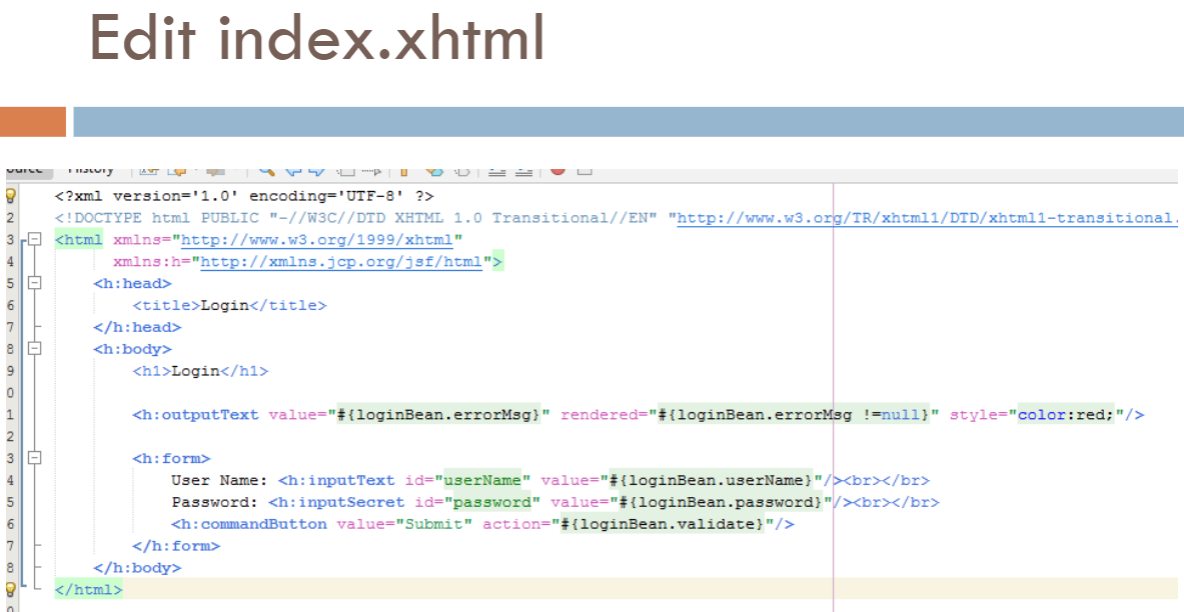 Edit index.xhtml
History
<?xml version='1.0' encoding='UTF-8' ?>
2 <!DOCTYPE html PUBLIC "-//W3C//DTD XHTML 1.0 Transitional//EN" "http://www.w3.org/TR/xhtml1/DTD/xhtml1-transitional.
3 <html xmlns="http://www.w3.org/1999/xhtml"
4 xmlns:h="http://xmlns.jcp.org/jsf/html">
5 <h:head>
6 <title>Login</title>
7 </h:head>
8 <h:body>
9 <h1>Login</h1>
0
1 <h:outputText value="#{loginBean.errorMsg}" rendered="#{loginBean.errorMsg !=null}" style="color:red;"/>
2
3 <h:form>
4 User Name: <h:inputText id="userName" value="#{loginBean.userName}"/><br></br>
5 Password: <h:inputSecret id="password" value="#{loginBean.password}"/><br></br>
6 <h:commandButton value="Submit" action="#{loginBean.validate}"/>
7 </h:form>
8 </h:body>
</html>